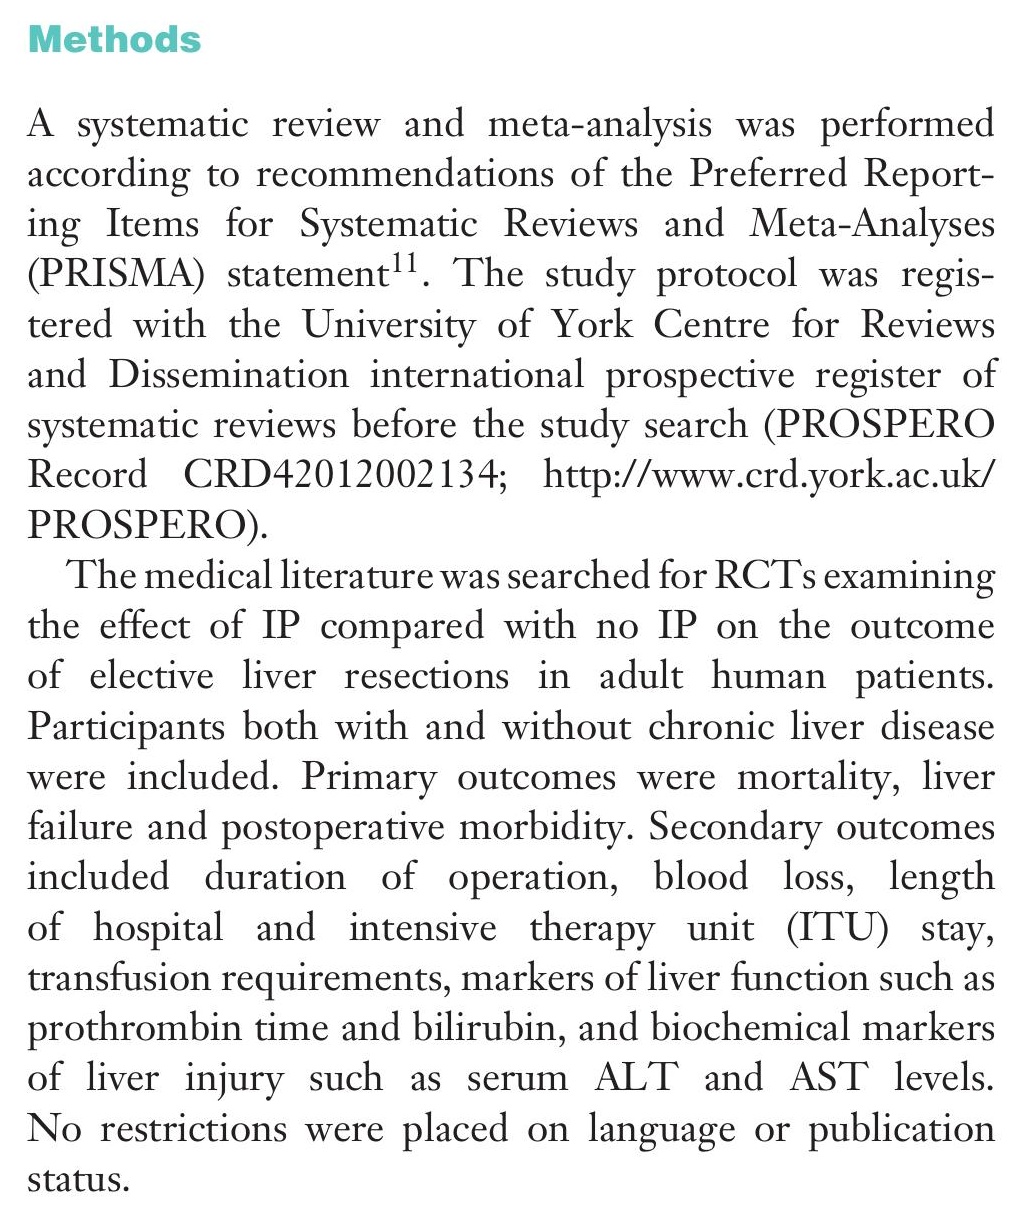 Methods
A systematic review and meta-analysis was performed
according to recommendations of the Preferred Report-
ing Items for Systematic Reviews and Meta-Analyses
(PRISMA) statement11. The study protocol was regis-
tered with the University of York Centre for Reviews
and Dissemination international prospective register of
systematic reviews before the study search (PROSPERO
Record CRD42012002134; http://www.crd.york.ac.uk/
PROSPERO).
The medical literature was searched for RCTs examining
the effect of IP compared with no IP on the outcome
of elective liver resections in adult human patients.
Participants both with and without chronic liver disease
were included. Primary outcomes were mortality, liver
failure and postoperative morbidity. Secondary outcomes
included duration of operation, blood loss, length
of hospital and intensive therapy unit (ITU) stay,
transfusion requirements, markers of liver function such as
prothrombin time and bilirubin, and biochemical markers
of liver injury such as serum ALT and AST levels.
No restrictions were placed on language or publication
status.